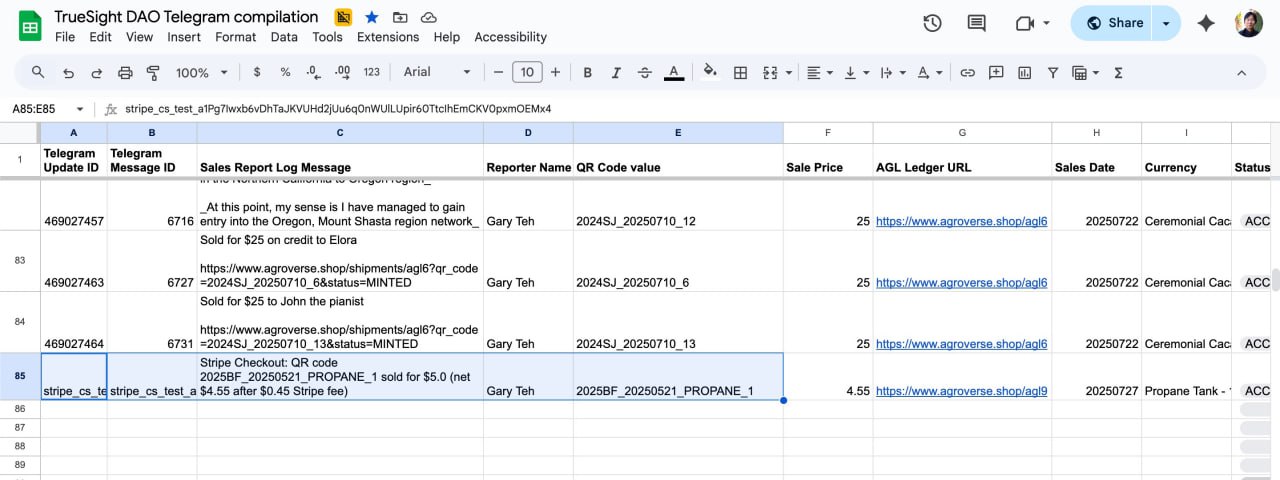 TrueSight DAO Telegram compilation
File Edit View Insert Format Data Tools Extensions Help Accessibility
Share
100% $ % .0 .00 123 Arial 10 B I A
A85:E85 fx stripe_cs_test_a1Pg7lwxb6vDhTaJKVUHd2jUu6q0nWUlLUpir60TtclhEmCKV0pxmOEMx4
A B C D E F G H I
1 Telegram Update ID Telegram Message ID Sales Report Log Message Reporter Name QR Code value Sale Price AGL Ledger URL Sales Date Currency Status
in the Northern California to Oregon region_
_At this point, my sense is I have managed to gain
469027457 6716 entry into the Oregon, Mount Shasta region network_ Gary Teh 2024SJ_20250710_12 25 https://www.agroverse.shop/agl6 20250722 Ceremonial Cac ACC
83
Sold for $25 on credit to Elora
https://www.agroverse.shop/shipments/agl6?qr_code
469027463 6727 =2024SJ_20250710_6&status=MINTED Gary Teh 2024SJ_20250710_6 25 https://www.agroverse.shop/agl6 20250722 Ceremonial Cac ACC
84
Sold for $25 to John the pianist
https://www.agroverse.shop/shipments/agl6?qr_code
469027464 6731 =2024SJ_20250710_13&status=MINTED Gary Teh 2024SJ_20250710_13 25 https://www.agroverse.shop/agl6 20250722 Ceremonial Cac ACC
85
Stripe Checkout: QR code
2025BF_20250521_PROPANE_1 sold for $5.0 (net
stripe_cs_te stripe_cs_test_a $4.55 after $0.45 Stripe fee) Gary Teh 2025BF_20250521_PROPANE_1 4.55 https://www.agroverse.shop/agl9 20250727 Propane Tank - ACC
86
87
88
89